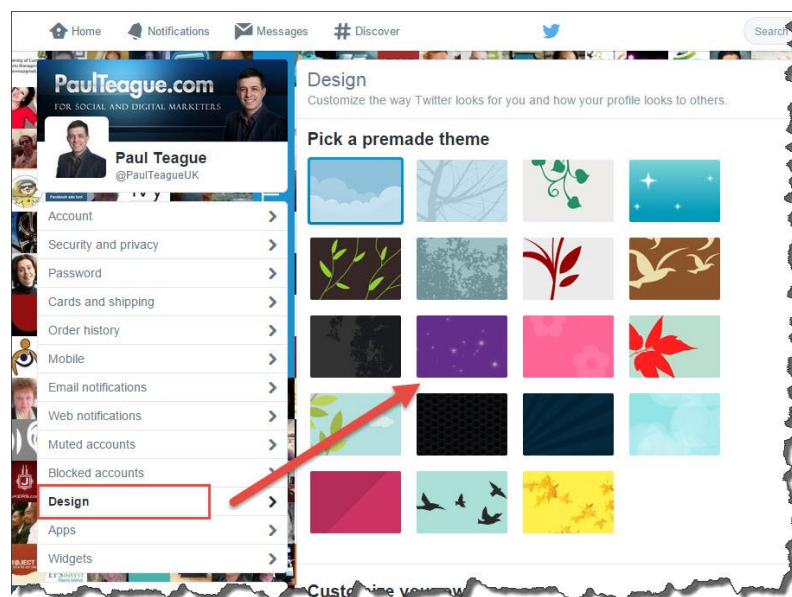 Home
Notifications
Messages
# Discover
Search
PaulTeague.com
FOR SOCIAL AND DIGITAL MARKETERS
Paul Teague
@PaulTeagueUK
Account
Security and privacy
Password
Cards and shipping
Order history
Mobile
Email notifications
Web notifications
Muted accounts
Blocked accounts
Design
Apps
Widgets
Design
Customize the way Twitter looks for you and how your profile looks to others.
Pick a premade theme